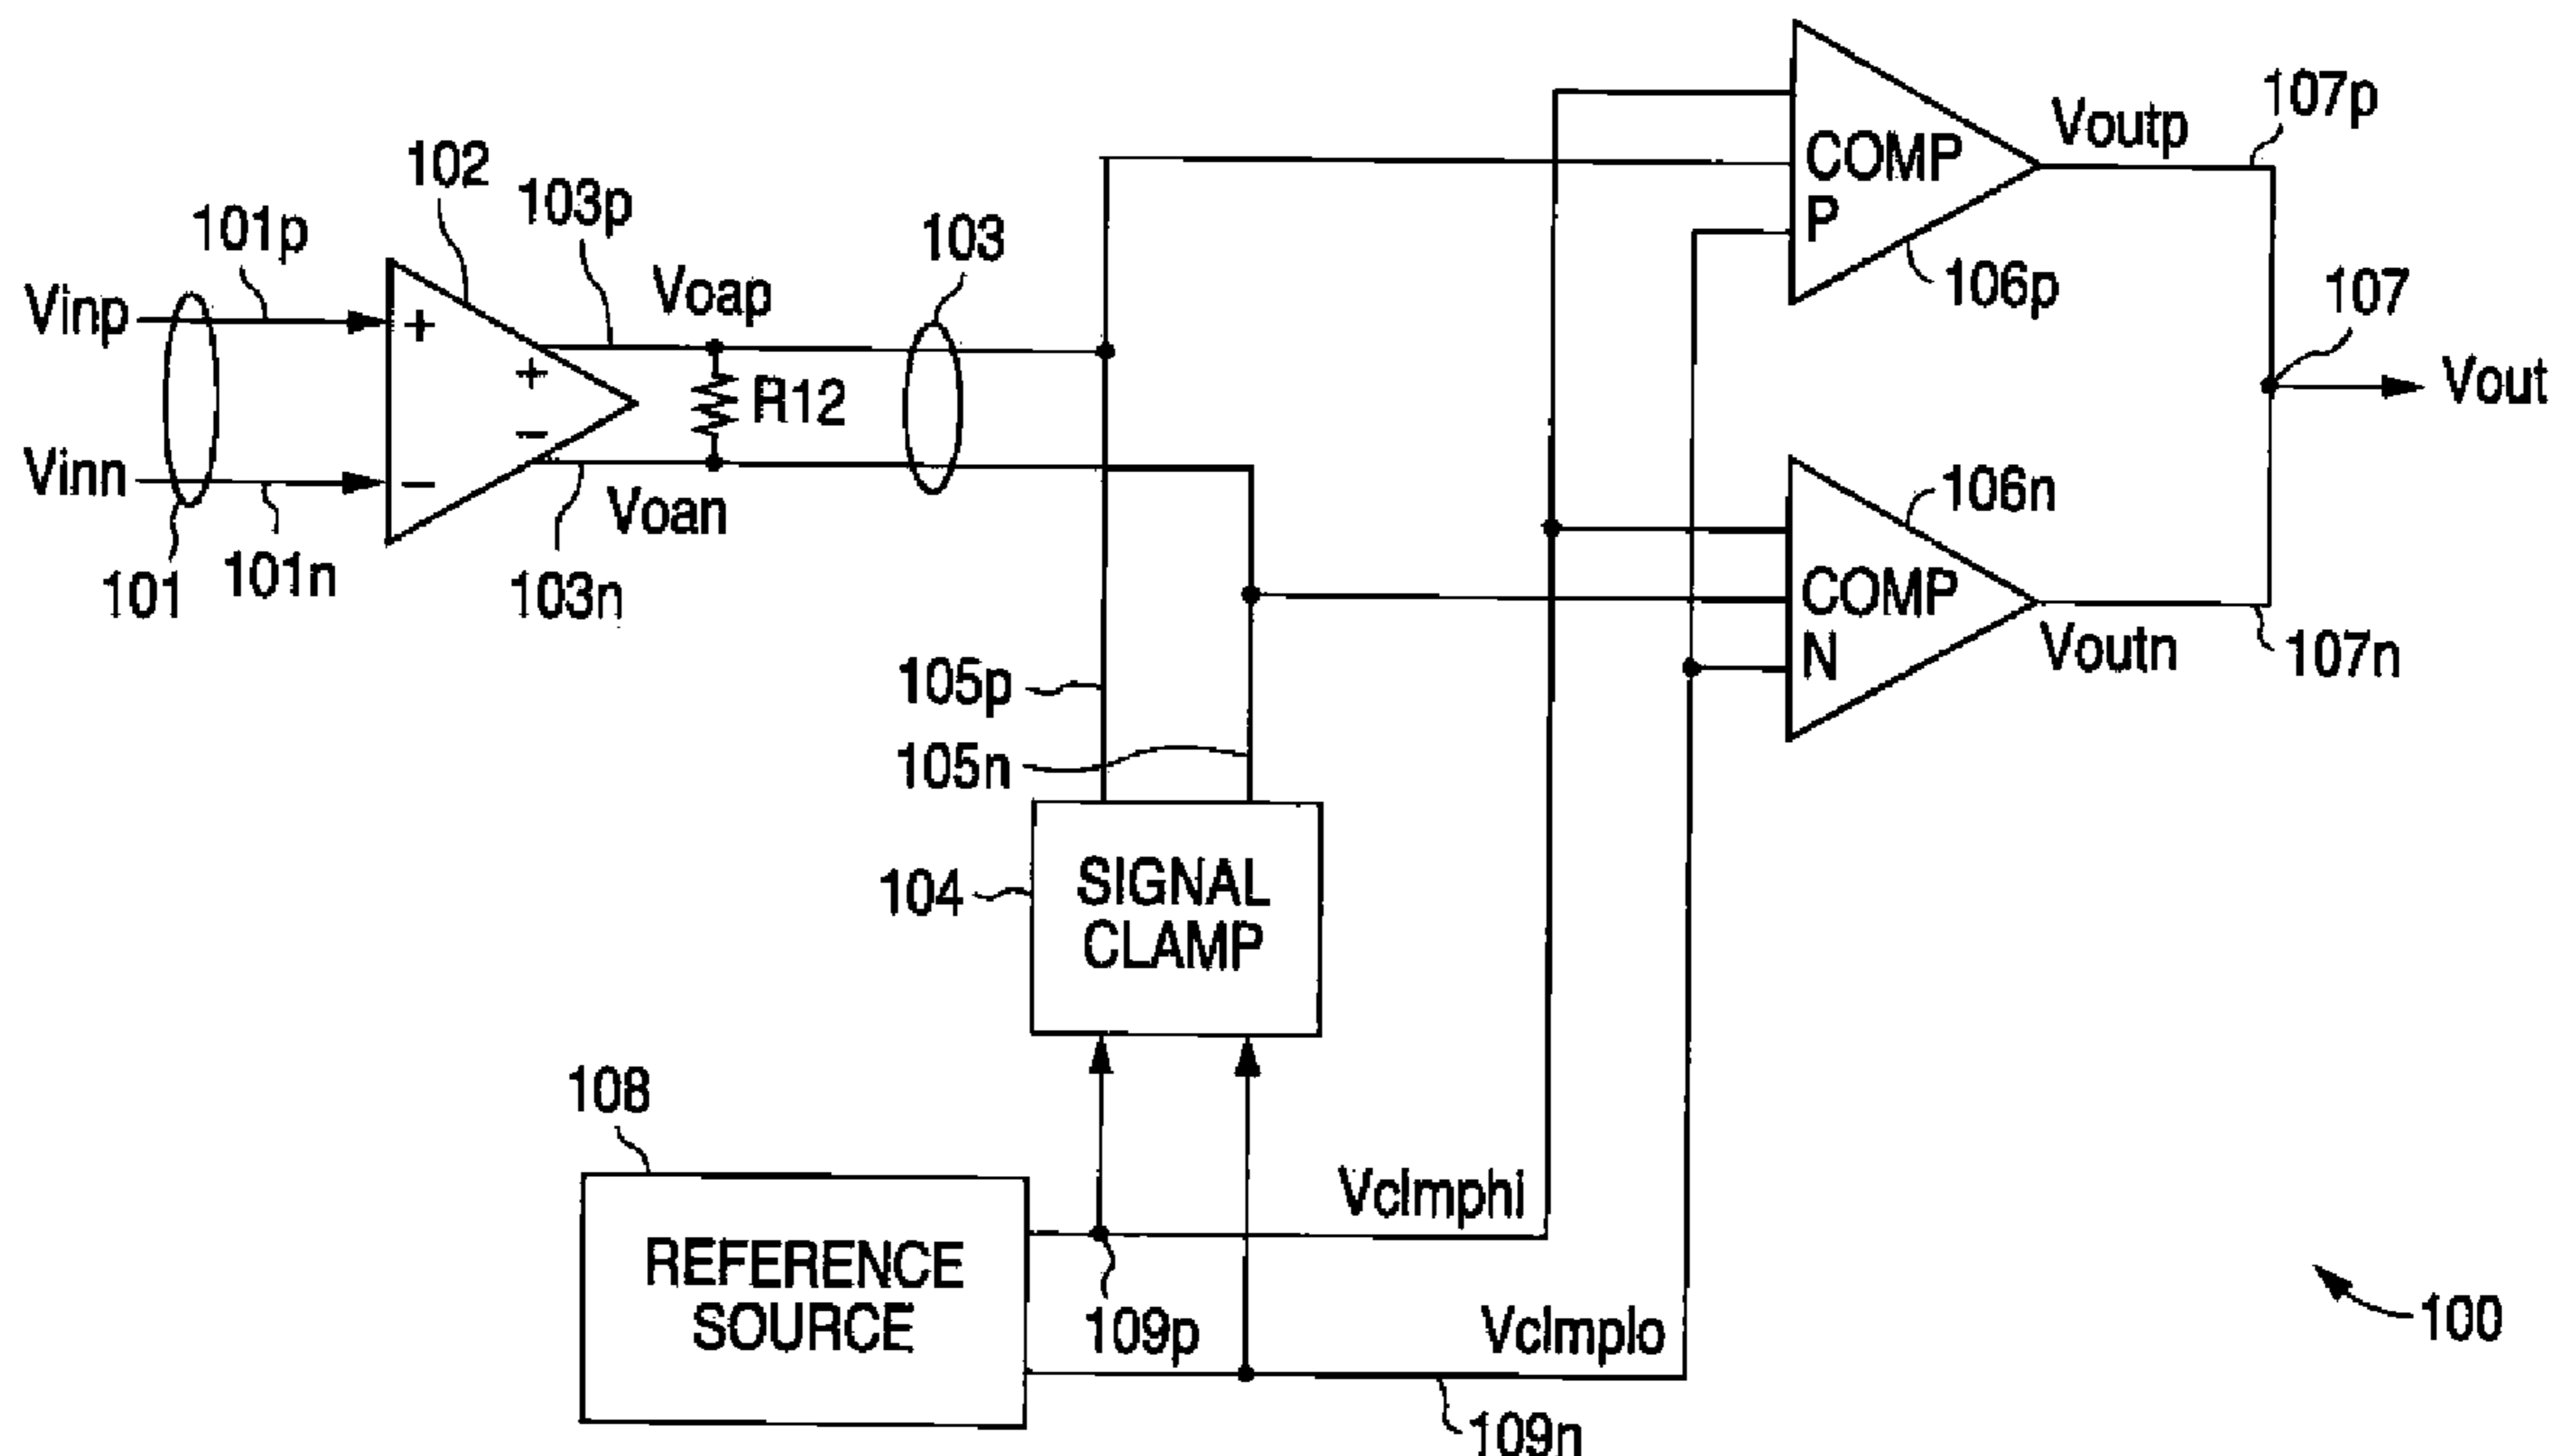 107p
Voutp
102
COMP
P
103p
101p
103
106p
107
Voap
Vinp
+
+
R12
Vout
−
Vinn
−
106n
Voan
101
101n
103n
COMP
N
Voutn
107n
105p
105n
104
SIGNAL
CLAMP
108
Vclmphi
REFERENCE
SOURCE
109p
Vclmplo
100
109n